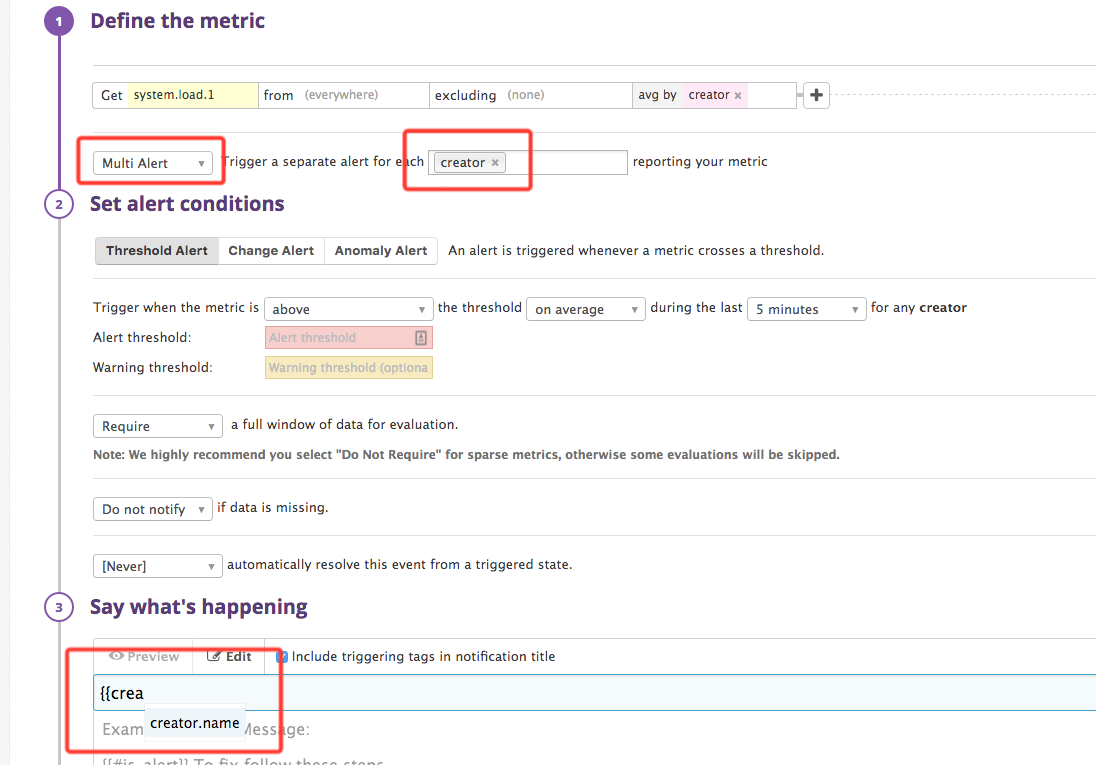 1 Define the metric
Get system.load.1 from (everywhere) excluding (none) avg by creator ×
Multi Alert Trigger a separate alert for each creator × reporting your metric
2 Set alert conditions
Threshold Alert Change Alert Anomaly Alert An alert is triggered whenever a metric crosses a threshold.
Trigger when the metric is above the threshold on average during the last 5 minutes for any creator
Alert threshold: Alert threshold
Warning threshold: Warning threshold (optiona
Require a full window of data for evaluation.
Note: We highly recommend you select "Do Not Require" for sparse metrics, otherwise some evaluations will be skipped.
Do not notify if data is missing.
[Never] automatically resolve this event from a triggered state.
3 Say what's happening
Preview Edit Include triggering tags in notification title
{{crea
creator.name
Exam Message:
{{#is_alert}} To fix follow these steps